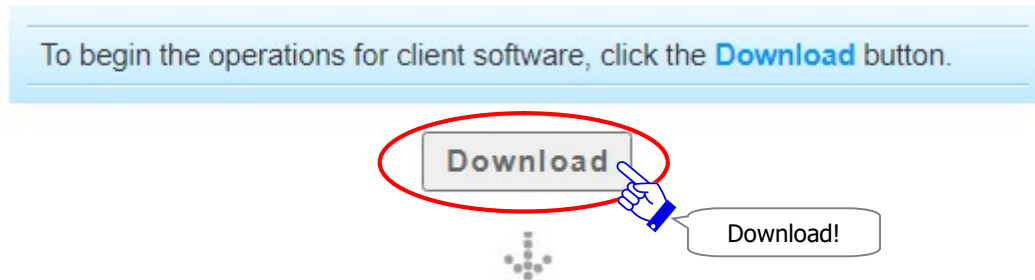 To begin the operations for client software, click the Download button.
Download
Download!